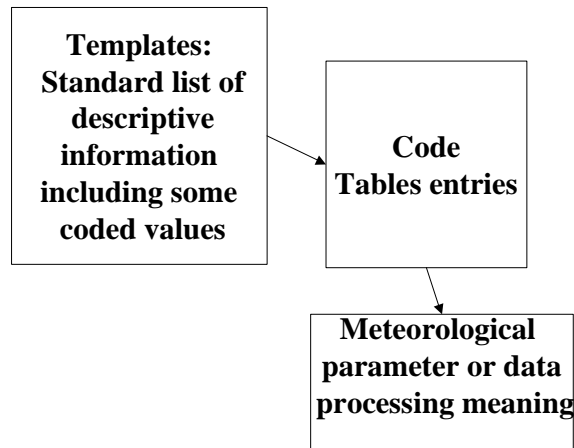 Templates:
Standard list of
descriptive
information
including some
coded values
Code
Tables entries
Meteorological
parameter or data
processing meaning